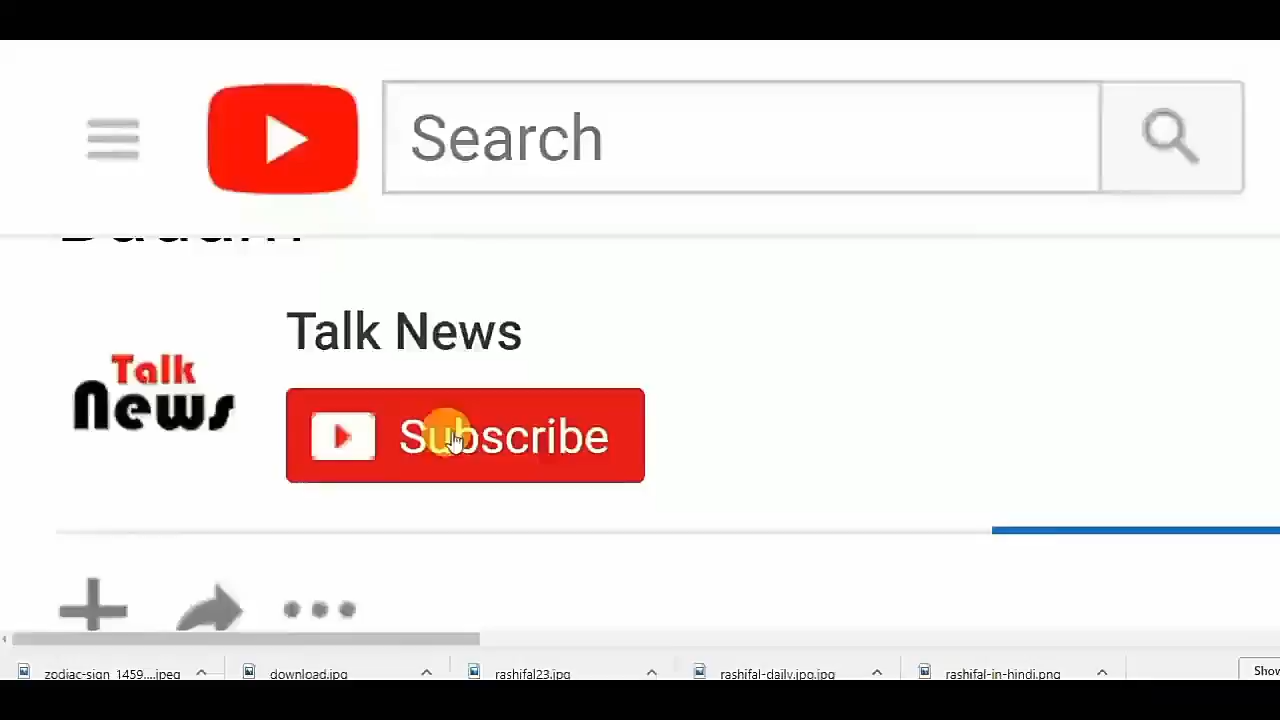 Search
Talk News
Talk
News
Subscribe
zodiac-sign_1459....jpeg
download.jpg
rashifal23.jpg
rashifal-daily.jpg.jpg
rashifal-in-hindi.png
Show